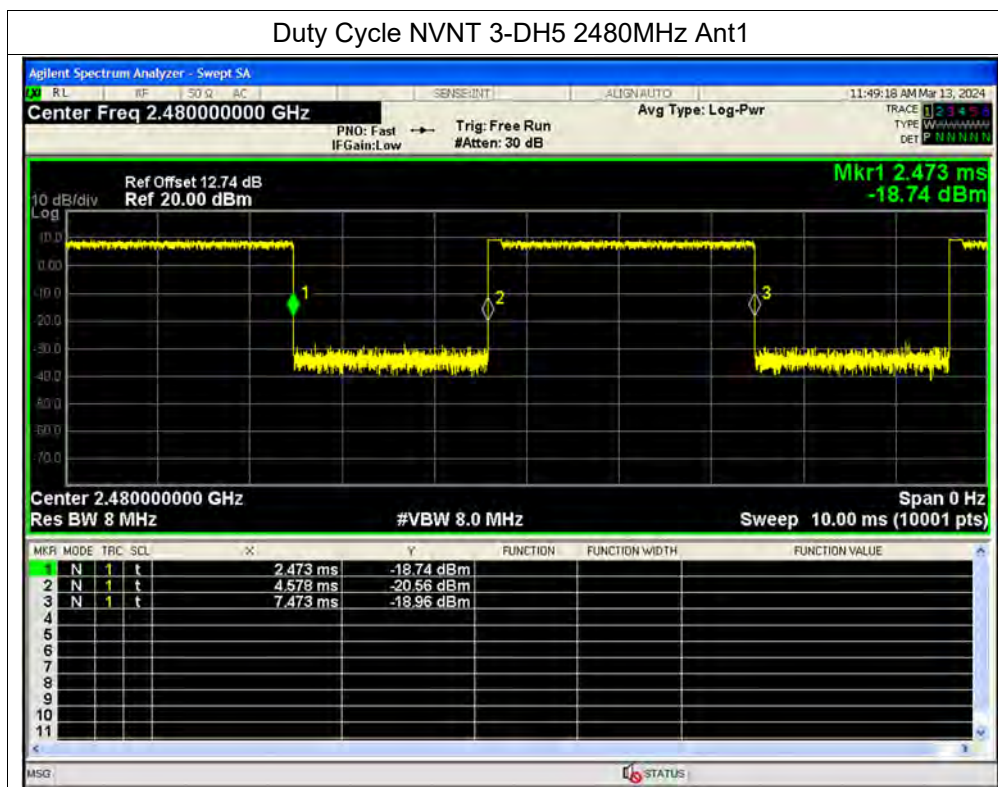 Duty Cycle NVNT 3-DH5 2480MHz Ant1
Agilent Spectrum Analyzer - Swept SA
RL RF 50 Ω AC SENSE:INT ALIGN AUTO 11:49:18 AM Mar 13, 2024
Center Freq 2.480000000 GHz Avg Type: Log-Pwr TRACE 1 2 3 4 5 6
PNO: Fast Trig: Free Run TYPE W
IFGain:Low #Atten: 30 dB DET P N N N N N
Mkr1 2.473 ms
Ref Offset 12.74 dB
10 dB/div Ref 20.00 dBm -18.74 dBm
Log
10.0
0.00
-10.0
1 2 3
-20.0
-30.0
-40.0
-50.0
-60.0
-70.0
Center 2.480000000 GHz Span 0 Hz
Res BW 8 MHz #VBW 8.0 MHz Sweep 10.00 ms (10001 pts)
MKR MODE TRC SCL X Y FUNCTION FUNCTION WIDTH FUNCTION VALUE
1 N 1 t 2.473 ms -18.74 dBm
2 N 1 t 4.578 ms -20.56 dBm
3 N 1 t 7.473 ms -18.96 dBm
4
5
6
7
8
9
10
11
MSG STATUS